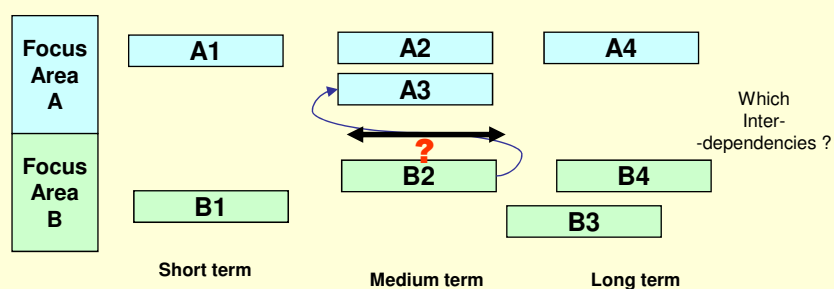 Focus
Area
A
A1
A2
A4
A3
Which
Inter-
-dependencies ?
?
Focus
Area
B
B2
B4
B1
B3
Short term
Medium term
Long term